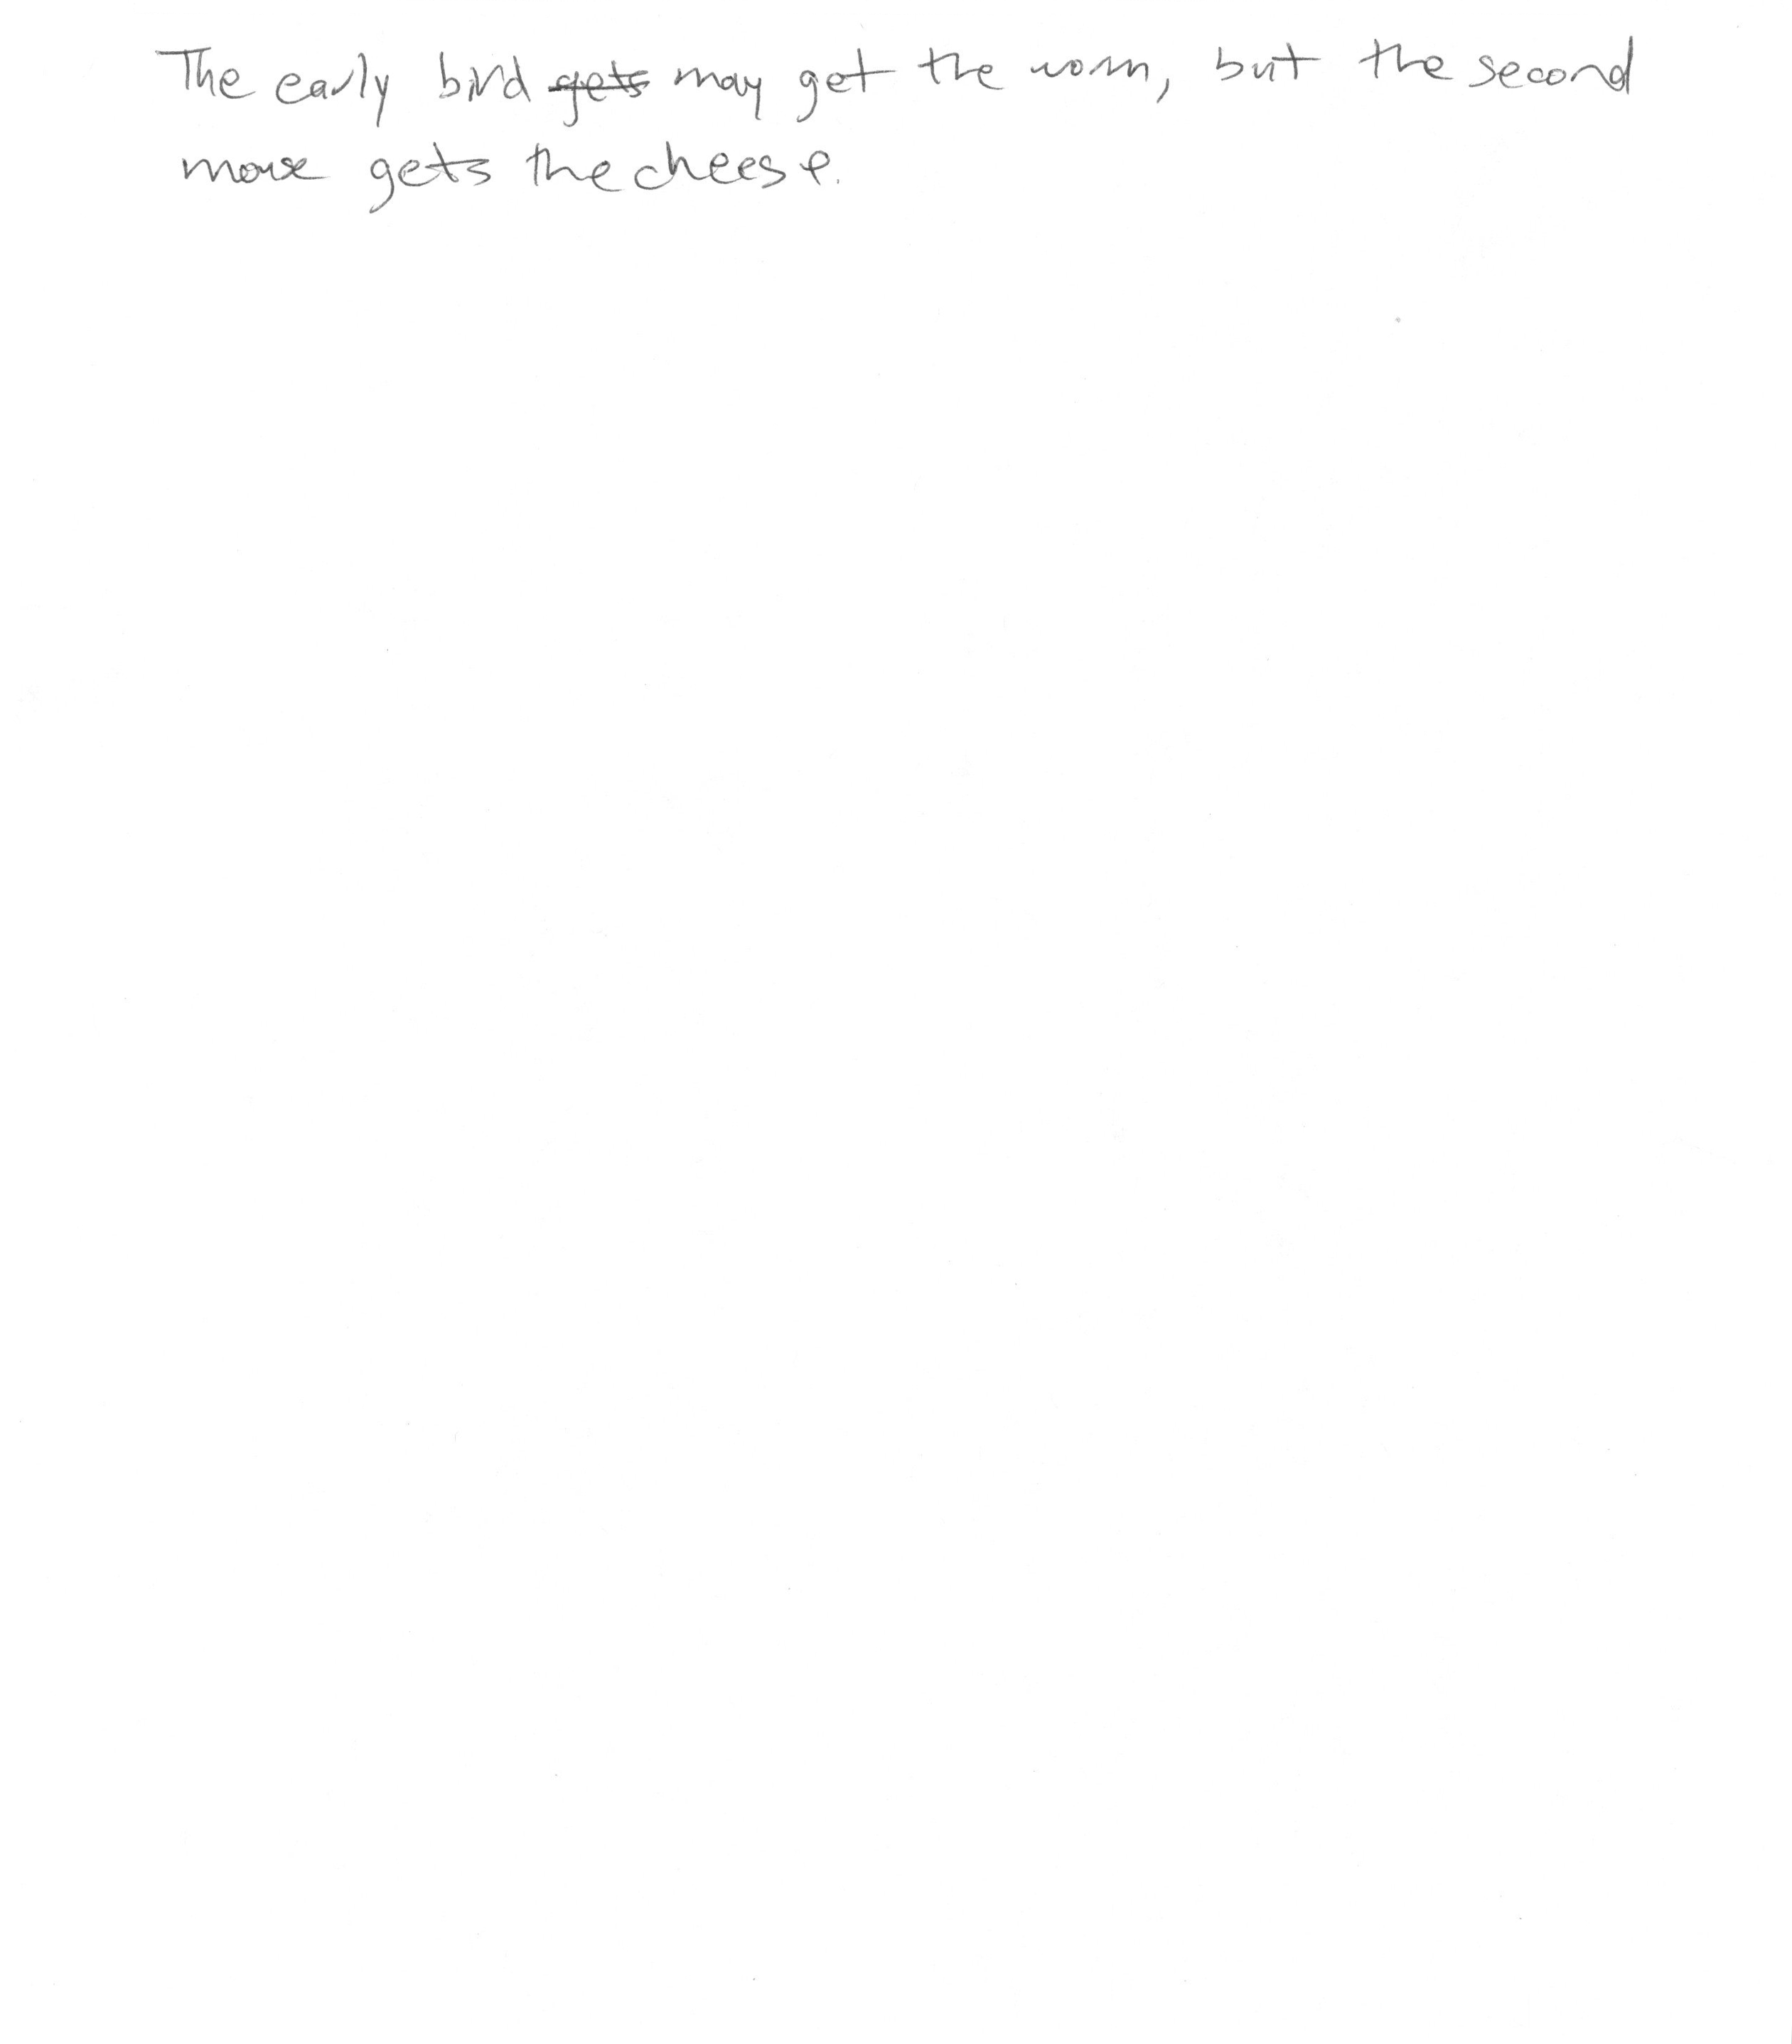 The early bird gets may get the worm, but the second
mouse gets the cheese.